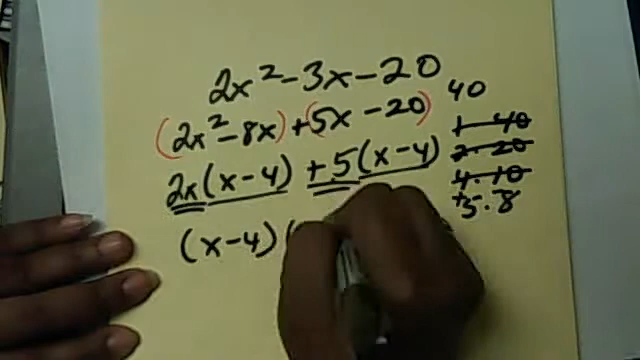 2x² - 3x - 20
40
(2x² - 8x) + (5x - 20)
1 40
2 · 20
2x(x - 4) + 5(x - 4)
4 · 10
+5 · 8
(x - 4)(